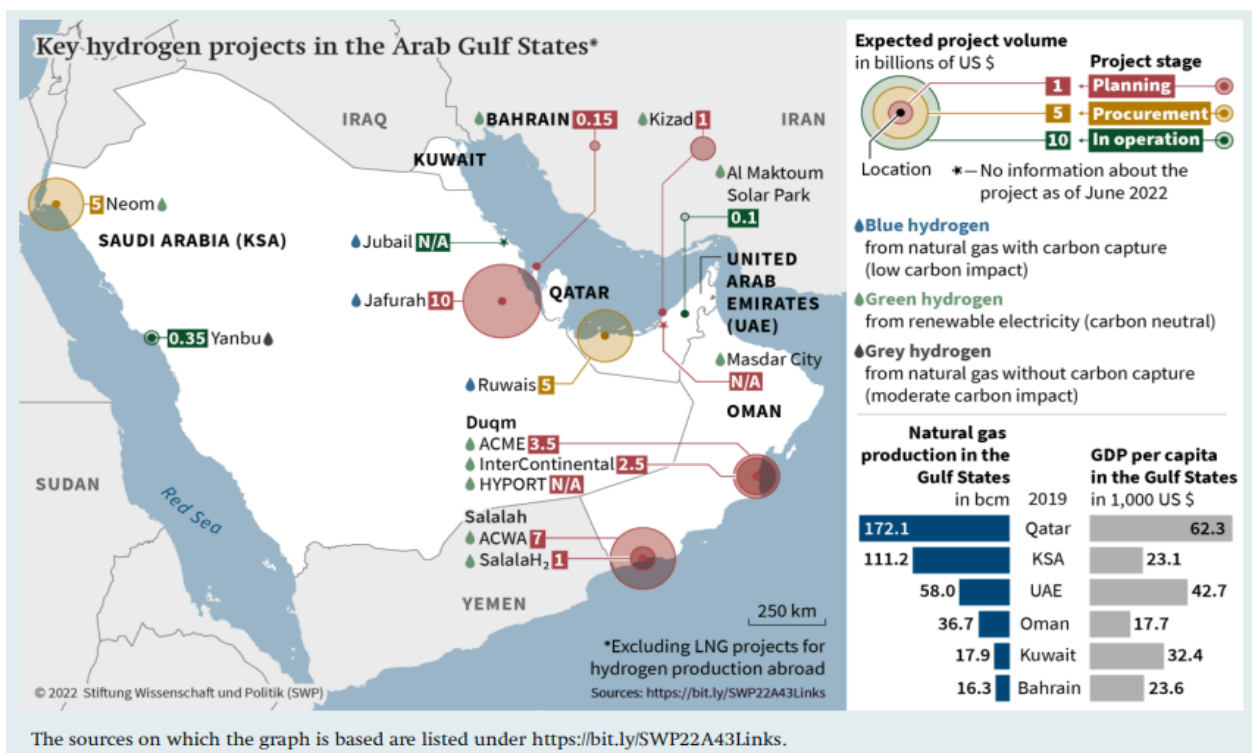 Key hydrogen projects in the Arab Gulf States*
IRAQ
BAHRAIN 0.15
Kizad 1
IRAN
KUWAIT
Al Maktoum
Solar Park
0.1
5 Neom
SAUDI ARABIA (KSA)
Jubail N/A
UNITED
ARAB
EMIRATES
(UAE)
QATAR
Jafurah 10
0.35 Yanbu
Masdar City
N/A
Ruwais 5
OMAN
Duqm
ACME 3.5
InterContinental 2.5
HYPORT N/A
SUDAN
Red Sea
Salalah
ACWA 7
SalalaH₂ 1
YEMEN
250 km
*Excluding LNG projects for
hydrogen production abroad
© 2022 Stiftung Wissenschaft und Politik (SWP)
Sources: https://bit.ly/SWP22A43Links
Expected project volume
in billions of US $
Project stage
1 Planning
5 Procurement
10 In operation
Location
*—No information about the
project as of June 2022
Blue hydrogen
from natural gas with carbon capture
(low carbon impact)
Green hydrogen
from renewable electricity (carbon neutral)
Grey hydrogen
from natural gas without carbon capture
(moderate carbon impact)
Natural gas
production in the
Gulf States
in bcm
2019
GDP per capita
in the Gulf States
in 1,000 US $
172.1 Qatar 62.3
111.2 KSA 23.1
58.0 UAE 42.7
36.7 Oman 17.7
17.9 Kuwait 32.4
16.3 Bahrain 23.6
The sources on which the graph is based are listed under https://bit.ly/SWP22A43Links.